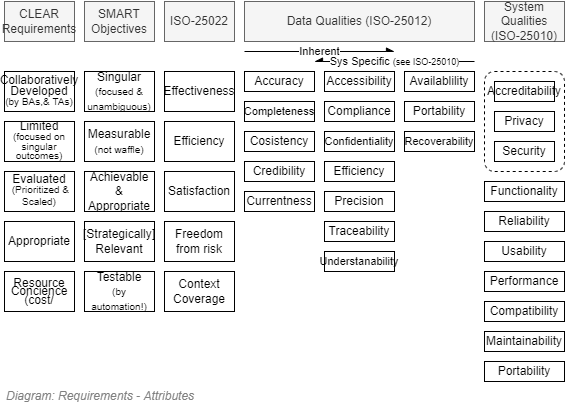 CLEAR
Requirements
SMART
Objectives
ISO-25022
Data Qualities (ISO-25012)
System
Qualities
(ISO-25010)
Inherent
Sys Specific (see ISO-25010)
Collaboratively
Developed
(by BAs,& TAs)
Limited
(focused on
singular
outcomes)
Evaluated
(Prioritized &
Scaled)
Appropriate
Resource
Concience
(cost/
Singular
(focused &
unambiguous)
Measurable
(not waffle)
Achievable
&
Appropriate
[Strategically]
Relevant
Testable
(by
automation!)
Effectiveness
Efficiency
Satisfaction
Freedom
from risk
Context
Coverage
Accuracy
Completeness
Cosistency
Credibility
Currentness
Accessibility
Compliance
Confidentiality
Efficiency
Precision
Traceability
Understanability
Availablility
Portability
Recoverability
Accreditability
Privacy
Security
Functionality
Reliability
Usability
Performance
Compatibility
Maintainability
Portability
Diagram: Requirements - Attributes